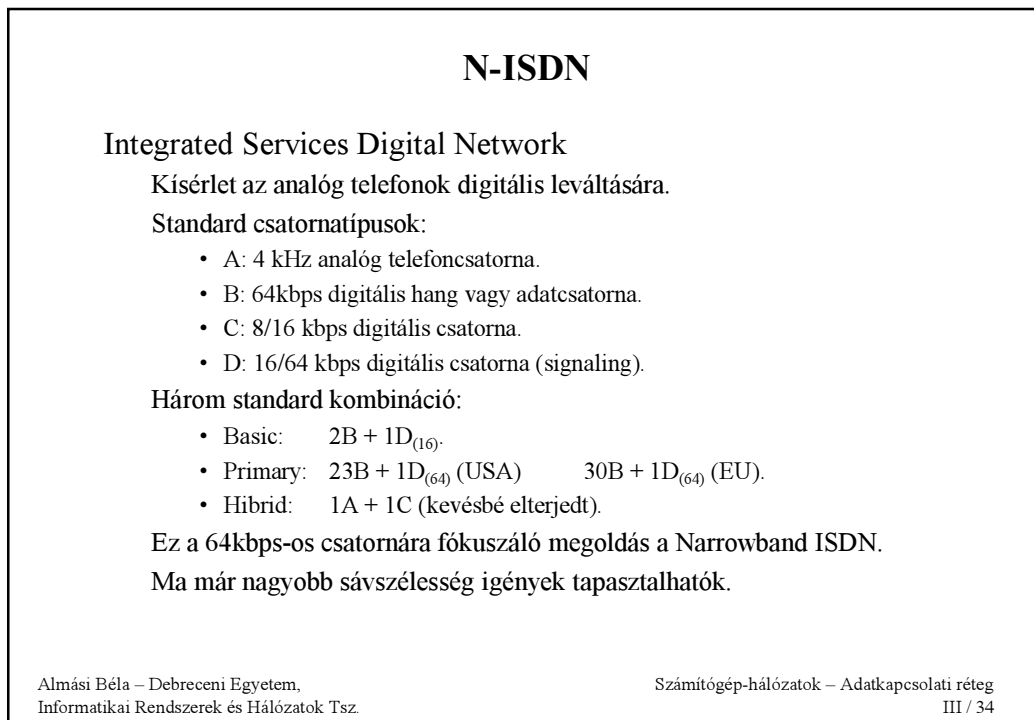 N-ISDN
Integrated Services Digital Network
Kísérlet az analóg telefonok digitális leváltására.
Standard csatornatípusok:
• A: 4 kHz analóg telefoncsatorna.
• B: 64kbps digitális hang vagy adatcsatorna.
• C: 8/16 kbps digitális csatorna.
• D: 16/64 kbps digitális csatorna (signaling).
Három standard kombináció:
• Basic: 2B + 1D(16).
• Primary: 23B + 1D(64) (USA) 30B + 1D(64) (EU).
• Hibrid: 1A + 1C (kevésbé elterjedt).
Ez a 64kbps-os csatornára fókuszáló megoldás a Narrowband ISDN.
Ma már nagyobb sávszélesség igények tapasztalhatók.
Almási Béla – Debreceni Egyetem,
Informatikai Rendszerek és Hálózatok Tsz.
Számítógép-hálózatok – Adatkapcsolati réteg
III / 34